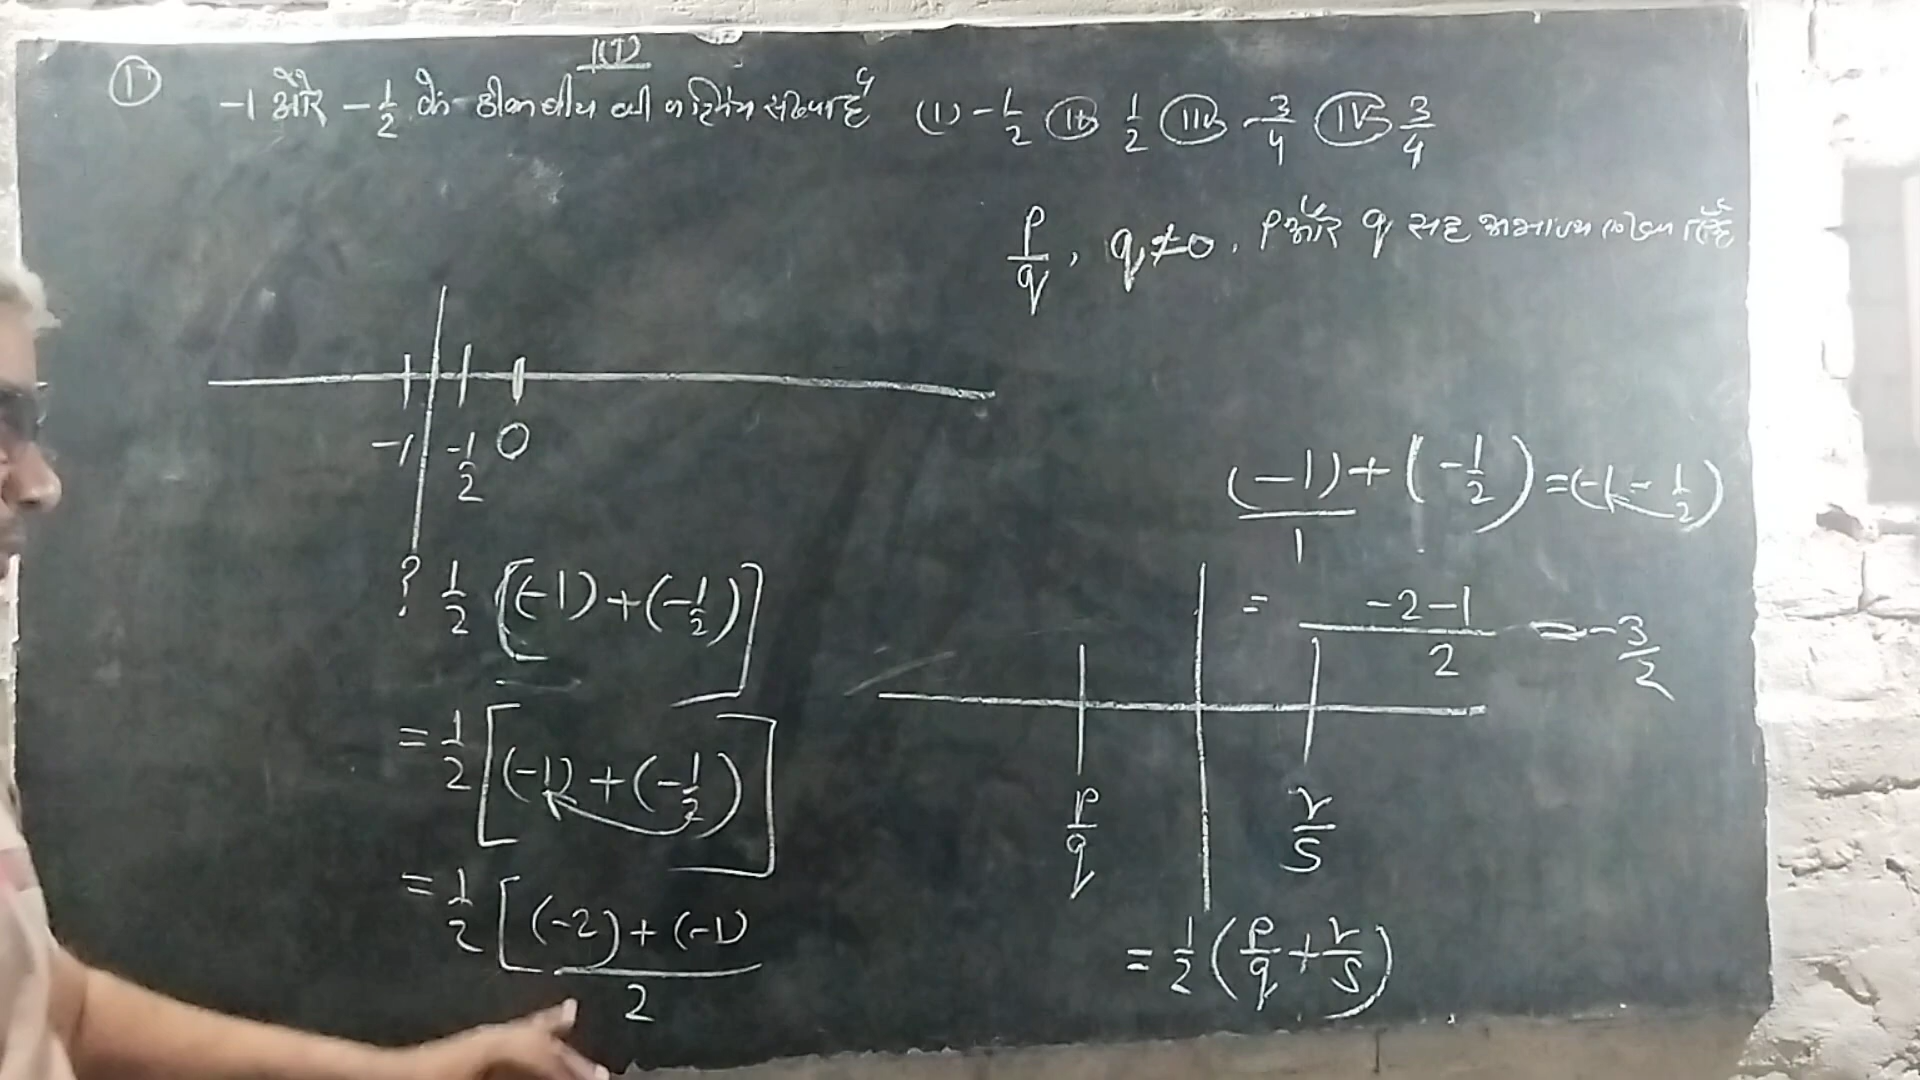 1(1)
① -1 और -1/2 के ठीक बीच की परिमेय संख्या है (i) -1/2 (ii) 1/2 (iii) -3/4 (iv) 3/4
p/q, q≠0, p और q सह अभाज्य
-1 -1/2 0
(-1)/1 + (-1/2) = (-1 - 1/2)
= -2-1/2 = -3/2
? 1/2 [(-1)+(-1/2)]
= 1/2 [(-1)+(-1/2)]
= 1/2 [(-2)+(-1)/2
p/q r/s
= 1/2 (p/q + r/s)